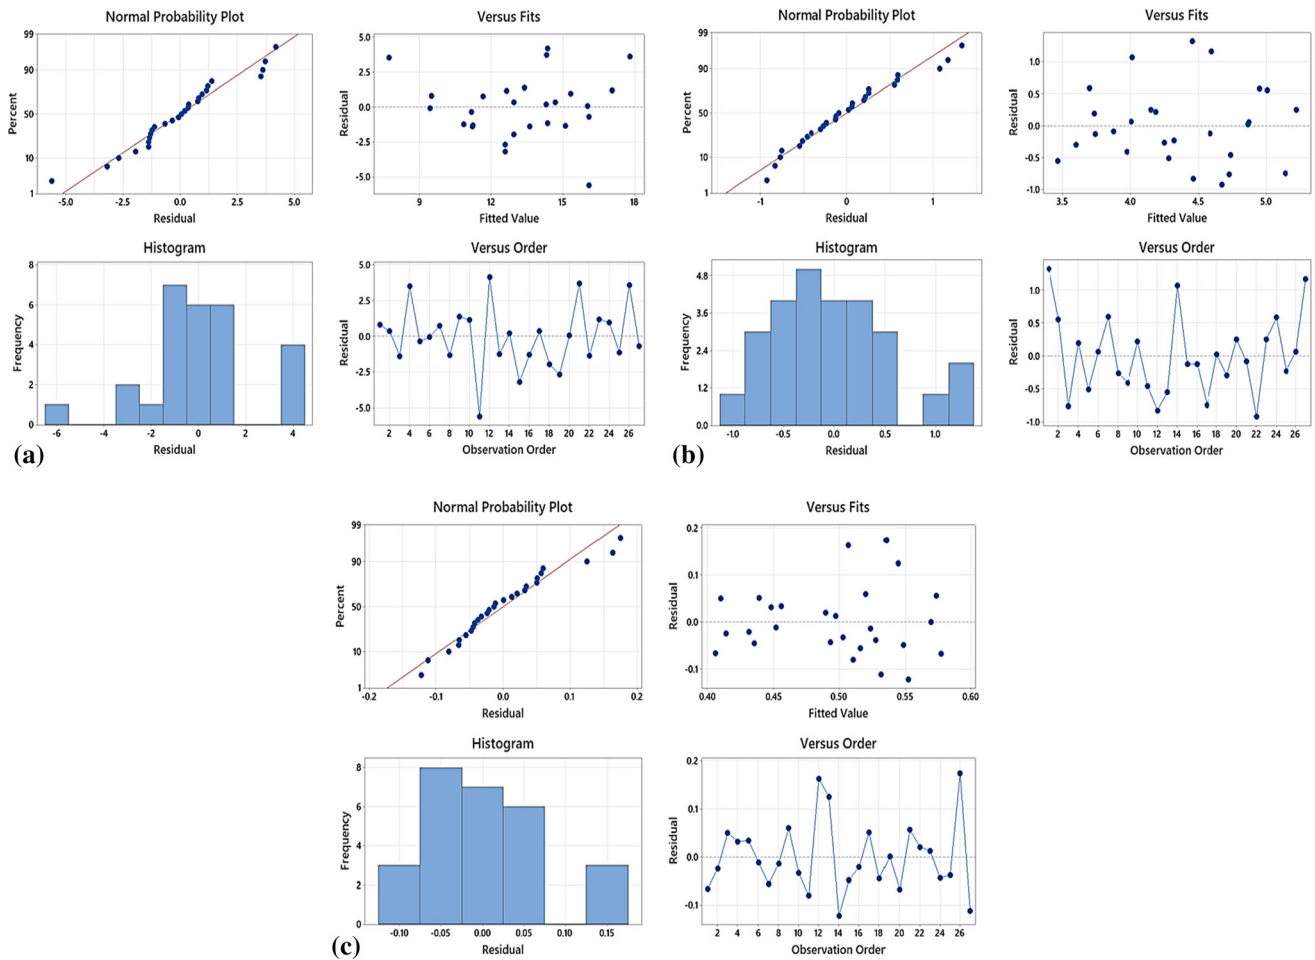 Normal Probability Plot
Versus Fits
99
90
50
10
1
Percent
-5.0
-2.5
0.0
2.5
5.0
Residual
5.0
2.5
0.0
-2.5
-5.0
Residual
9
12
15
18
Fitted Value
Histogram
Versus Order
8
6
4
2
0
Frequency
-6
-4
-2
0
2
4
Residual
5.0
2.5
0.0
-2.5
-5.0
Residual
2 4 6 8 10 12 14 16 18 20 22 24 26
Observation Order
(a)
Normal Probability Plot
Versus Fits
99
90
50
10
1
Percent
-1
0
1
Residual
1.0
0.5
0.0
-0.5
-1.0
Residual
3.5
4.0
4.5
5.0
Fitted Value
Histogram
Versus Order
4.8
3.6
2.4
1.2
0.0
Frequency
-1.0
-0.5
0.0
0.5
1.0
Residual
1.0
0.5
0.0
-0.5
-1.0
Residual
2 4 6 8 10 12 14 16 18 20 22 24 26
Observation Order
(b)
Normal Probability Plot
Versus Fits
99
90
50
10
1
Percent
-0.2
-0.1
0.0
0.1
0.2
Residual
0.2
0.1
0.0
-0.1
Residual
0.40
0.45
0.50
0.55
0.60
Fitted Value
Histogram
Versus Order
8
6
4
2
0
Frequency
-0.10
-0.05
0.00
0.05
0.10
0.15
Residual
0.2
0.1
0.0
-0.1
Residual
2 4 6 8 10 12 14 16 18 20 22 24 26
Observation Order
(c)